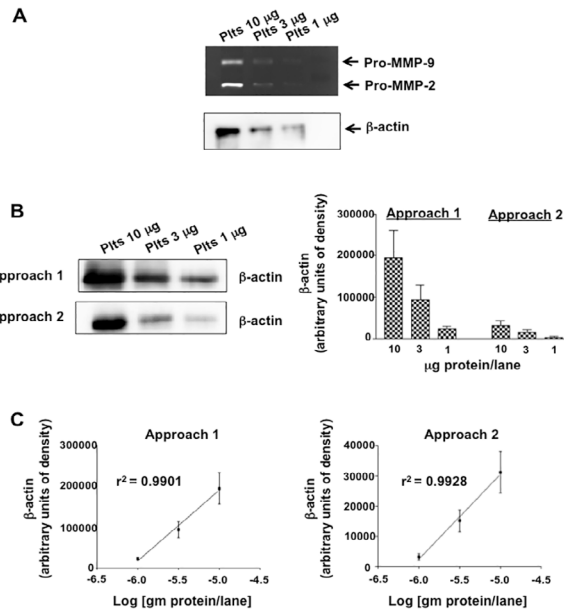 A
Plts 10 μg
Plts 3 μg
Plts 1 μg
Pro-MMP-9
Pro-MMP-2
β-actin
B
Plts 10 μg
Plts 3 μg
Plts 1 μg
pproach 1
β-actin
pproach 2
β-actin
Approach 1
Approach 2
β-actin
(arbitrary units of density)
300000
200000
100000
0
10 3 1 10 3 1
μg protein/lane
C
Approach 1
β-actin
(arbitrary units of density)
300000
200000
100000
0
r² = 0.9901
-6.5 -6.0 -5.5 -5.0 -4.5
Log [gm protein/lane]
Approach 2
β-actin
(arbitrary units of density)
40000
30000
20000
10000
0
r² = 0.9928
-6.5 -6.0 -5.5 -5.0 -4.5
Log [gm protein/lane]